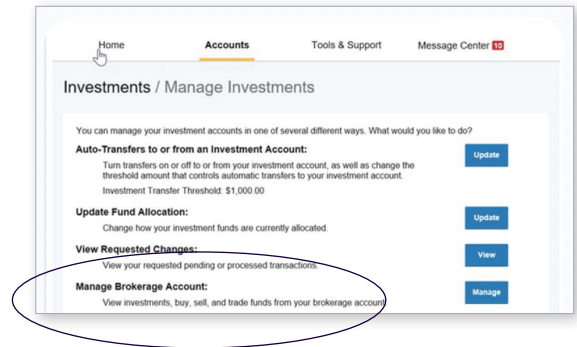 Home Accounts Tools & Support Message Center 10
Investments / Manage Investments
You can manage your investment accounts in one of several different ways. What would you like to do?
Auto-Transfers to or from an Investment Account:
Update
Turn transfers on or off to or from your investment account, as well as change the
threshold amount that controls automatic transfers to your investment account.
Investment Transfer Threshold: $1,000.00
Update Fund Allocation:
Update
Change how your investment funds are currently allocated.
View Requested Changes:
View
View your requested pending or processed transactions.
Manage Brokerage Account:
Manage
View investments, buy, sell, and trade funds from your brokerage account